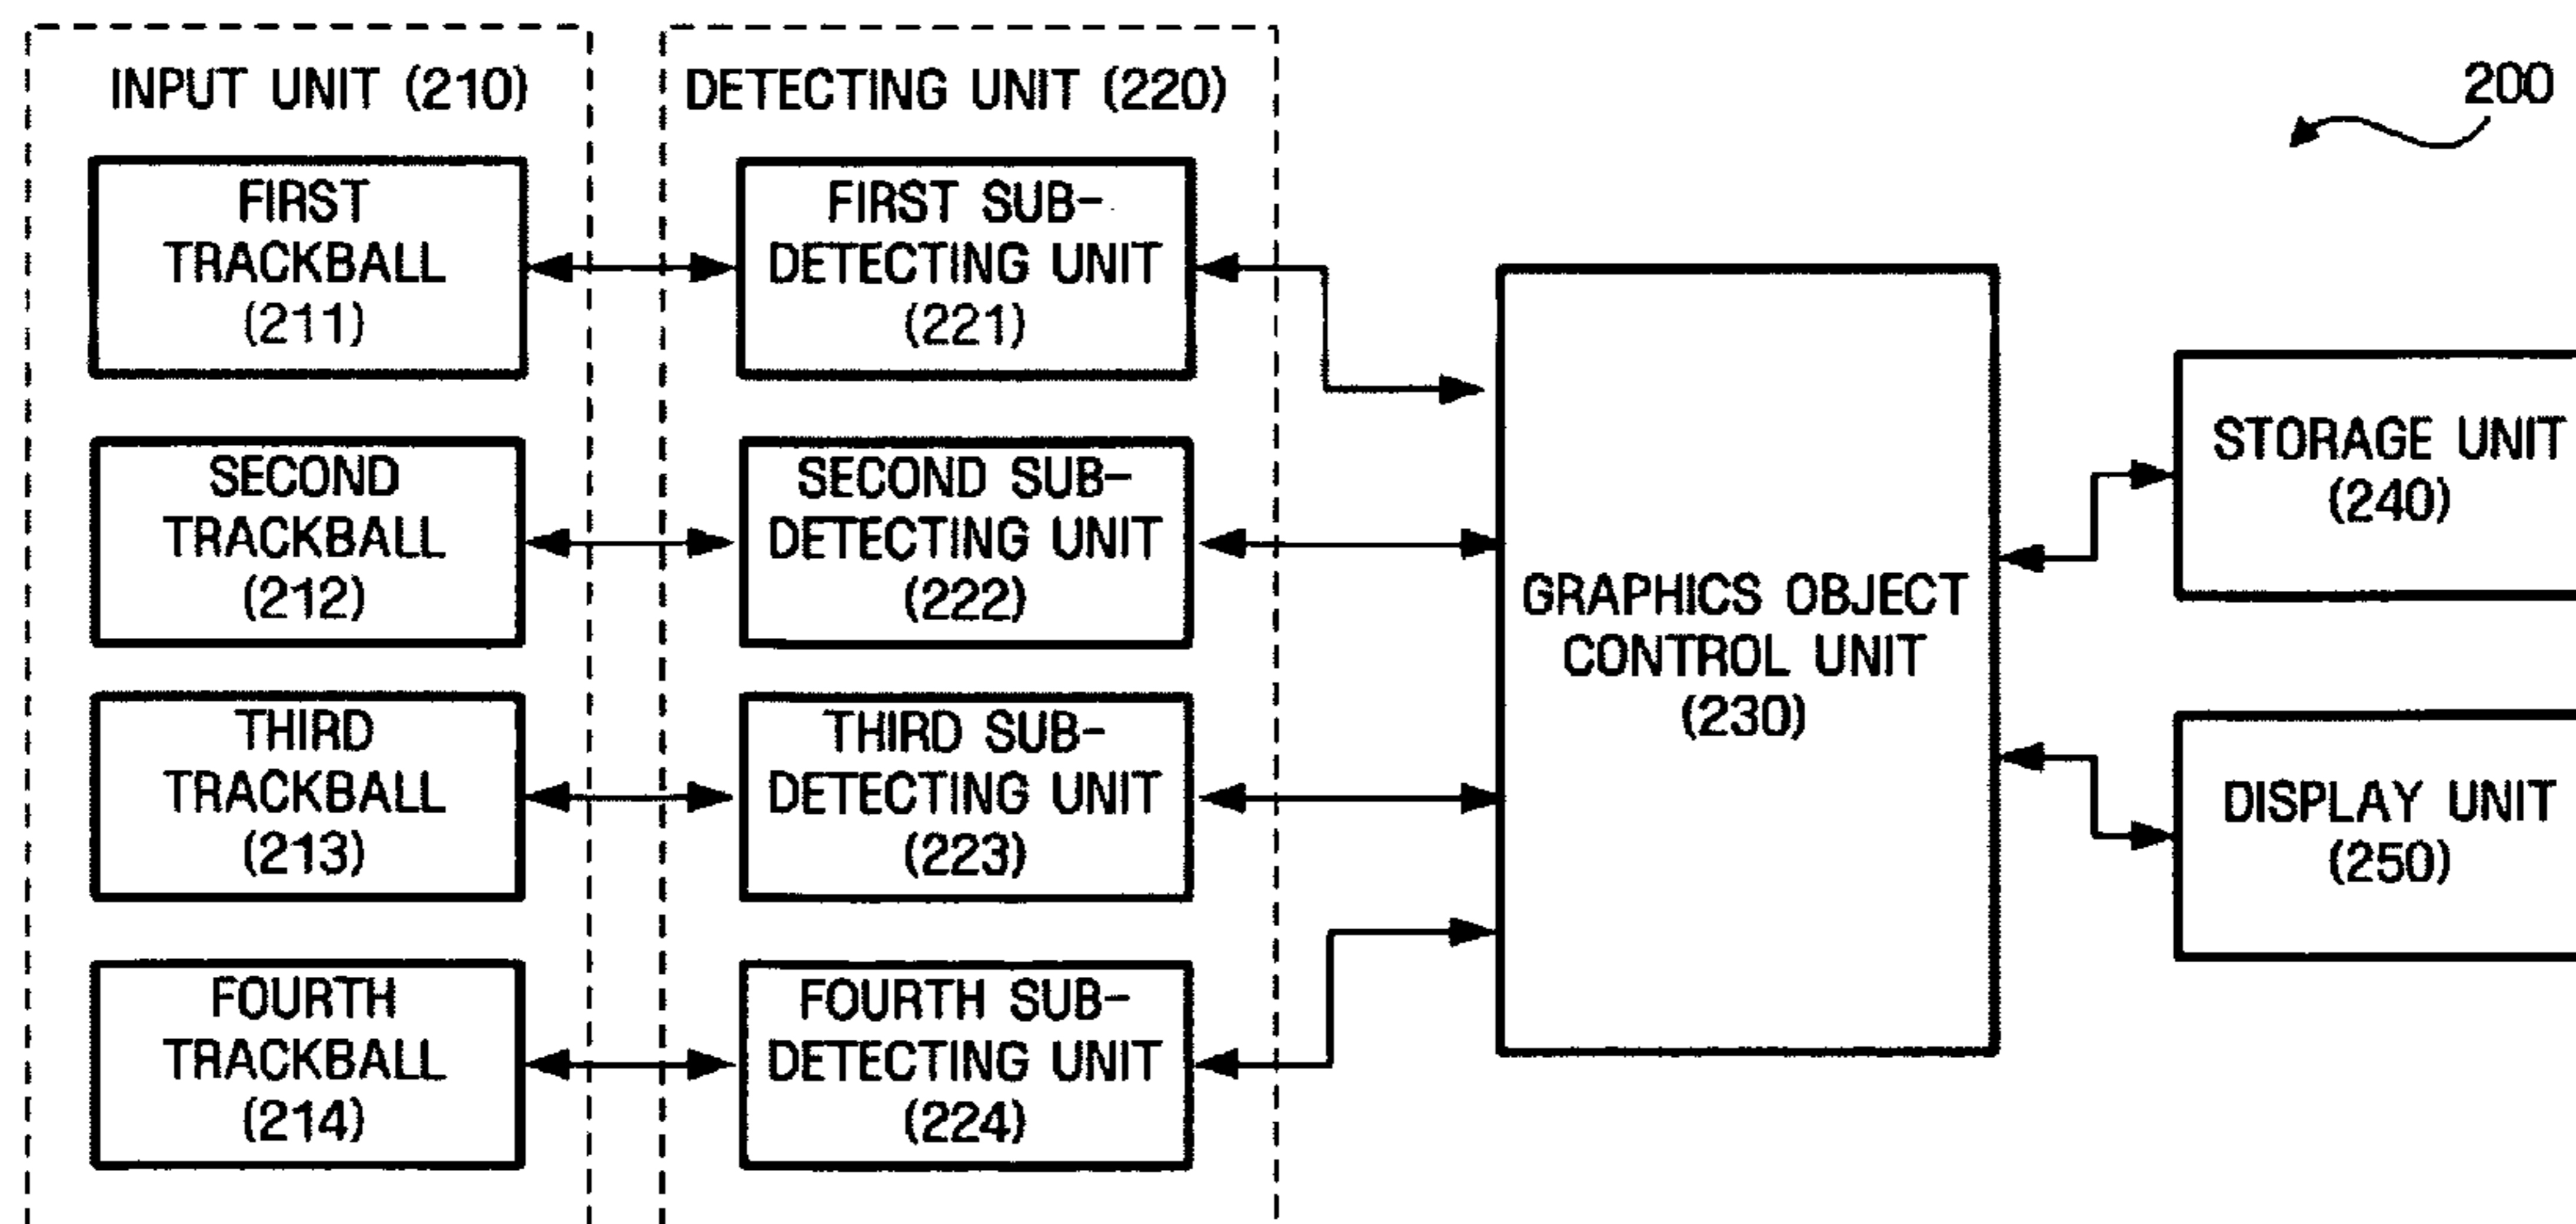 INPUT UNIT (210)
DETECTING UNIT (220)
200
FIRST
TRACKBALL
(211)
FIRST SUB-
DETECTING UNIT
(221)
SECOND
TRACKBALL
(212)
SECOND SUB-
DETECTING UNIT
(222)
THIRD
TRACKBALL
(213)
THIRD SUB-
DETECTING UNIT
(223)
FOURTH
TRACKBALL
(214)
FOURTH SUB-
DETECTING UNIT
(224)
GRAPHICS OBJECT
CONTROL UNIT
(230)
STORAGE UNIT
(240)
DISPLAY UNIT
(250)